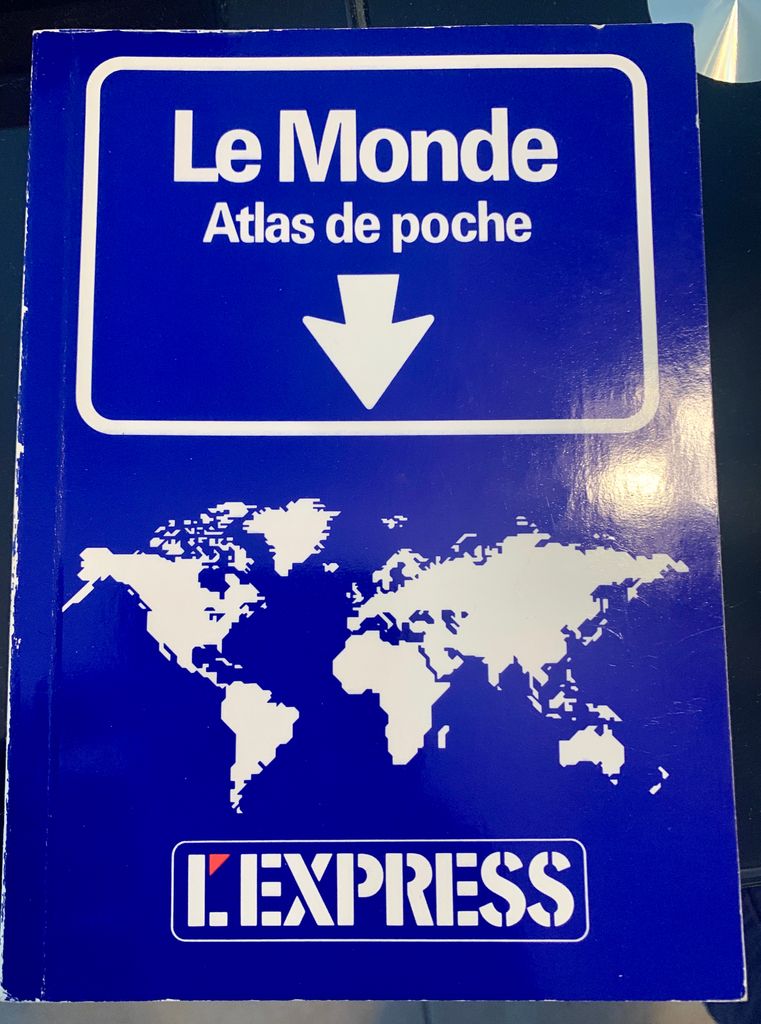 Le Monde
Atlas de poche
L'EXPRESS